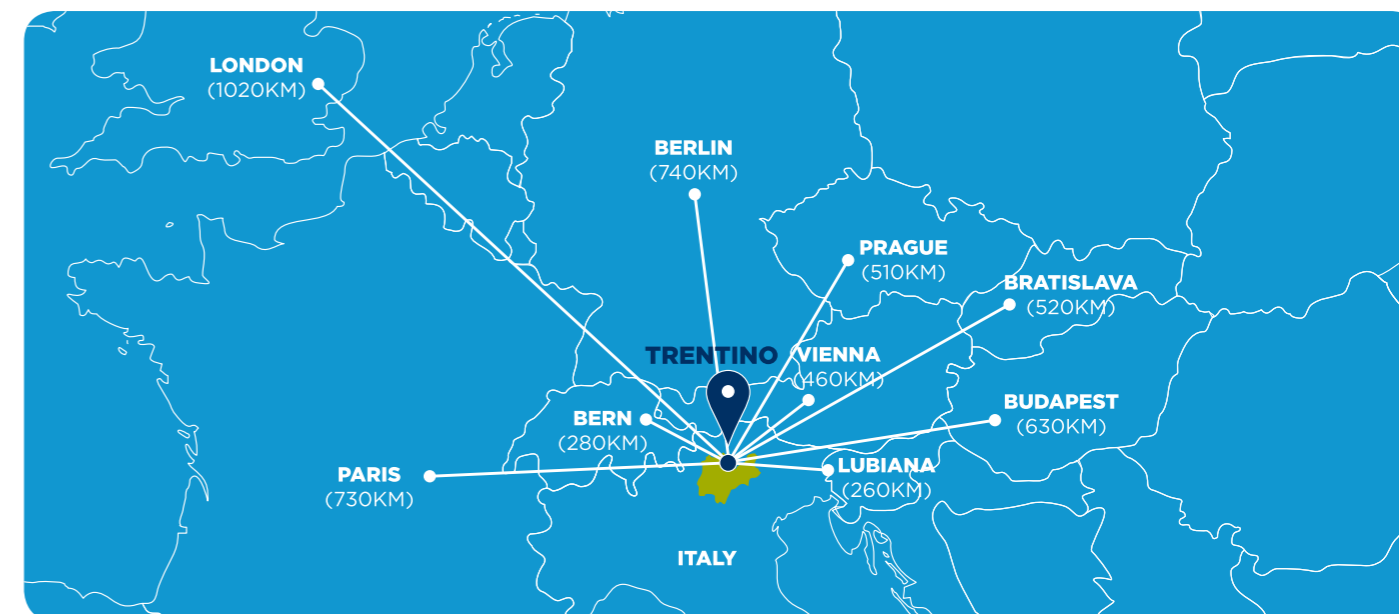 LONDON
(1020KM)
BERLIN
(740KM)
PRAGUE
(510KM)
BRATISLAVA
(520KM)
TRENTINO
VIENNA
(460KM)
BERN
(280KM)
BUDAPEST
(630KM)
PARIS
(730KM)
LUBIANA
(260KM)
ITALY